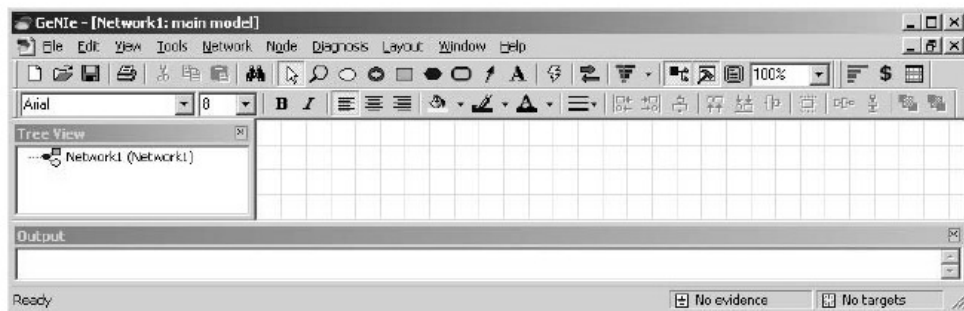 GeNIe - [Network1: main model]
File Edit View Tools Network Node Diagnosis Layout Window Help
A 100% $
Arial 8 B I A
Tree View
Network1 (Network1)
Output
Ready No evidence No targets